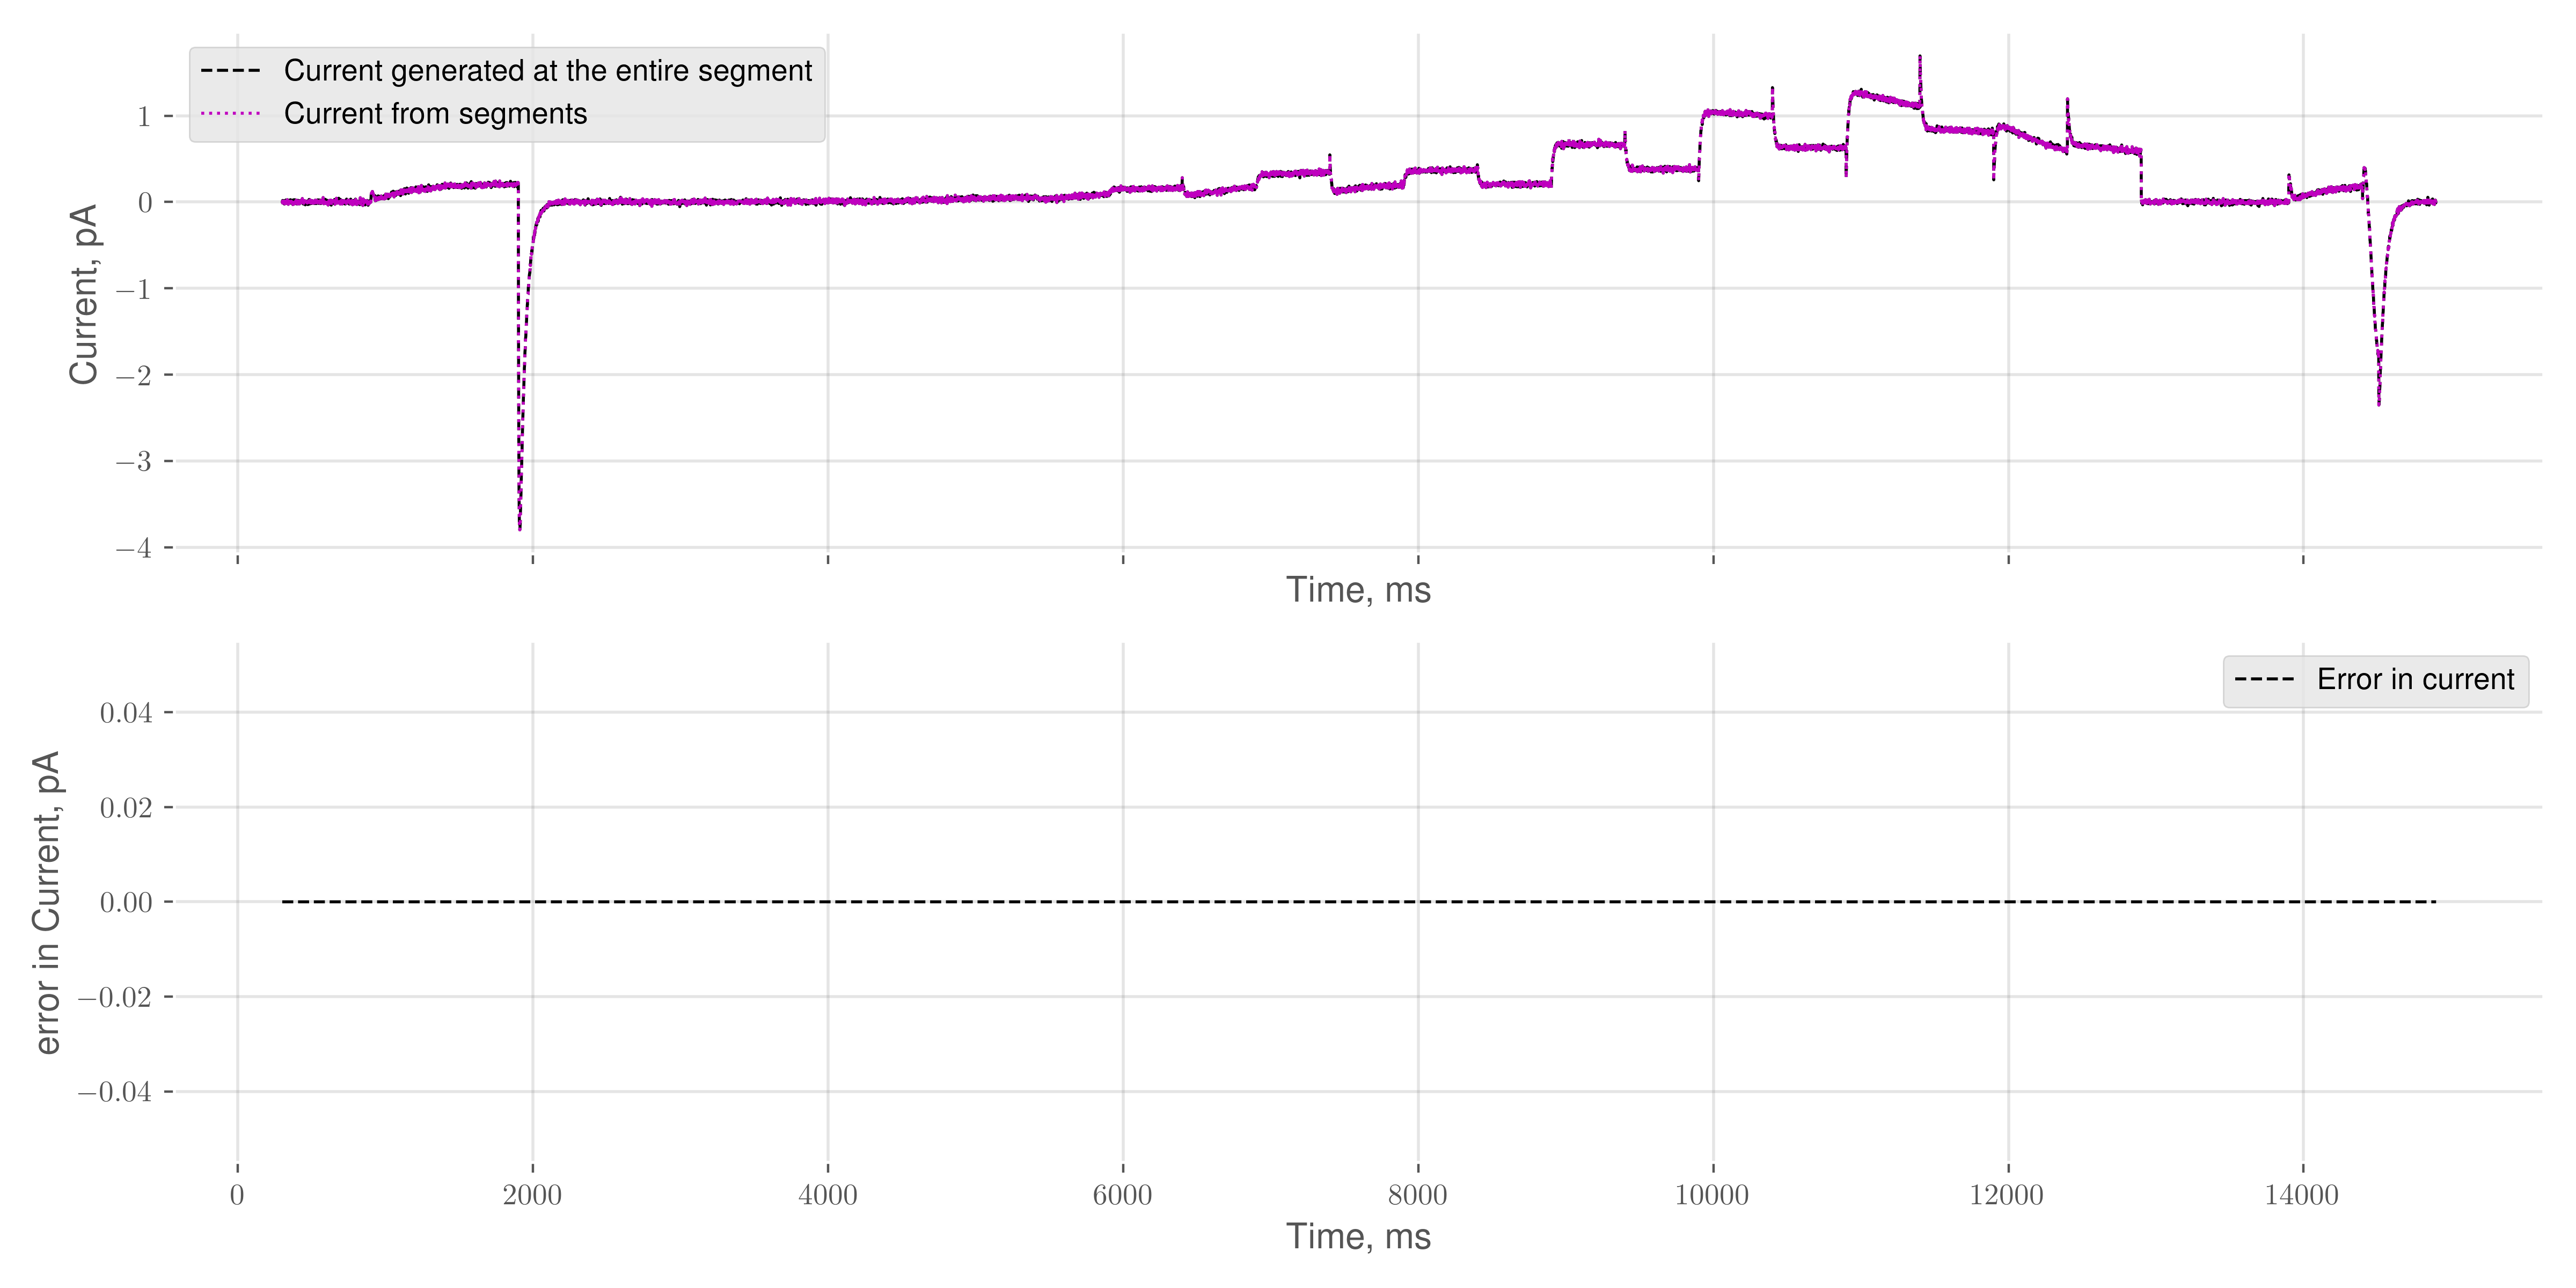 Current generated at the entire segment
Current from segments
1
0
−1
−2
−3
−4
Current, pA
Time, ms
Error in current
0.04
0.02
0.00
−0.02
−0.04
error in Current, pA
0 2000 4000 6000 8000 10000 12000 14000
Time, ms